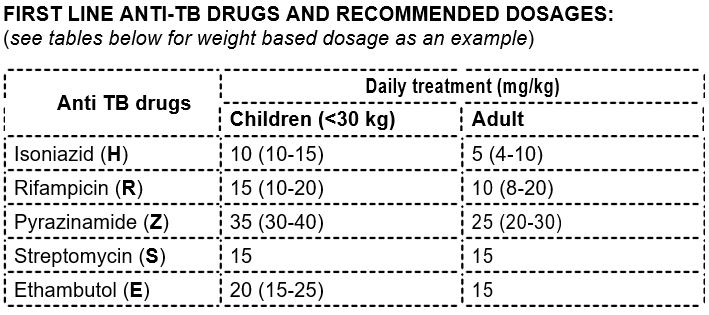 FIRST LINE ANTI-TB DRUGS AND RECOMMENDED DOSAGES:
(see tables below for weight based dosage as an example)
Anti TB drugs Daily treatment (mg/kg)
Children (<30 kg) Adult
Isoniazid (H) 10 (10-15) 5 (4-10)
Rifampicin (R) 15 (10-20) 10 (8-20)
Pyrazinamide (Z) 35 (30-40) 25 (20-30)
Streptomycin (S) 15 15
Ethambutol (E) 20 (15-25) 15